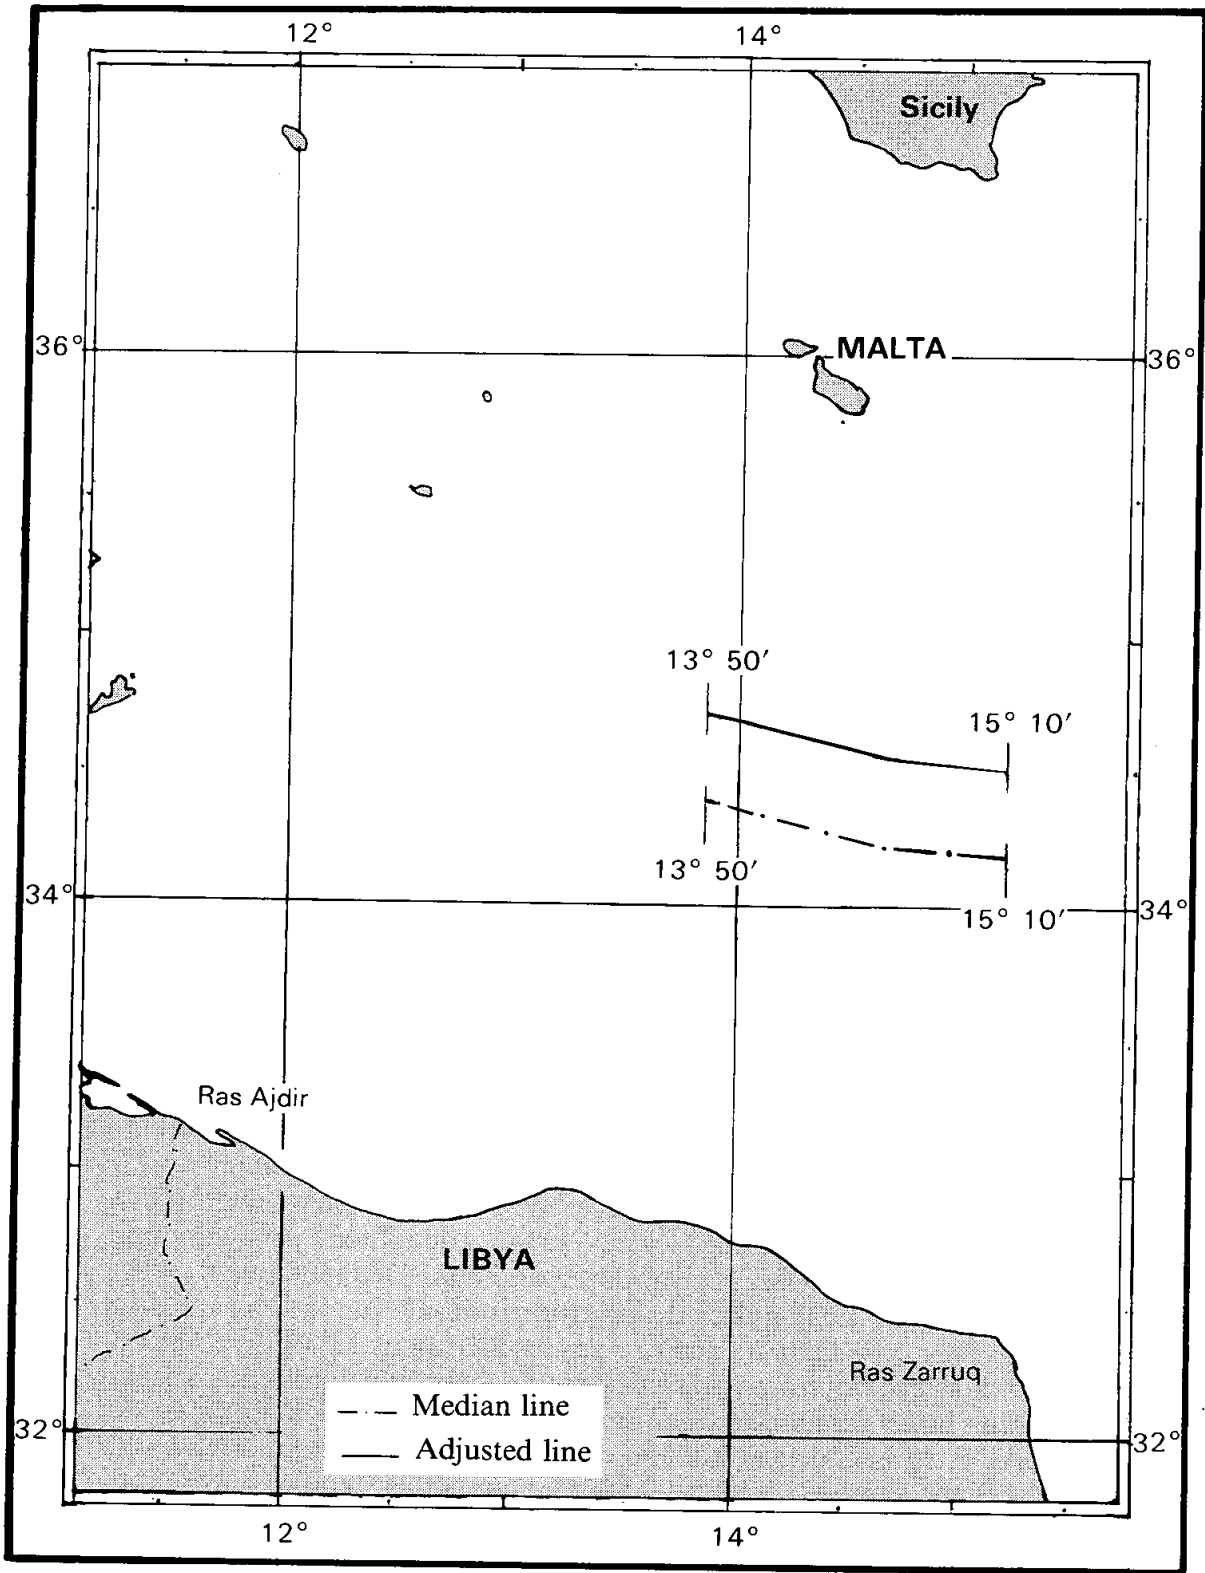 12° 14°
Sicily
36° MALTA 36°
13° 50′
15° 10′
13° 50′
34° 34°
15° 10′
Ras Ajdir
LIBYA
Ras Zarruq
Median line
32° 32°
Adjusted line
12° 14°